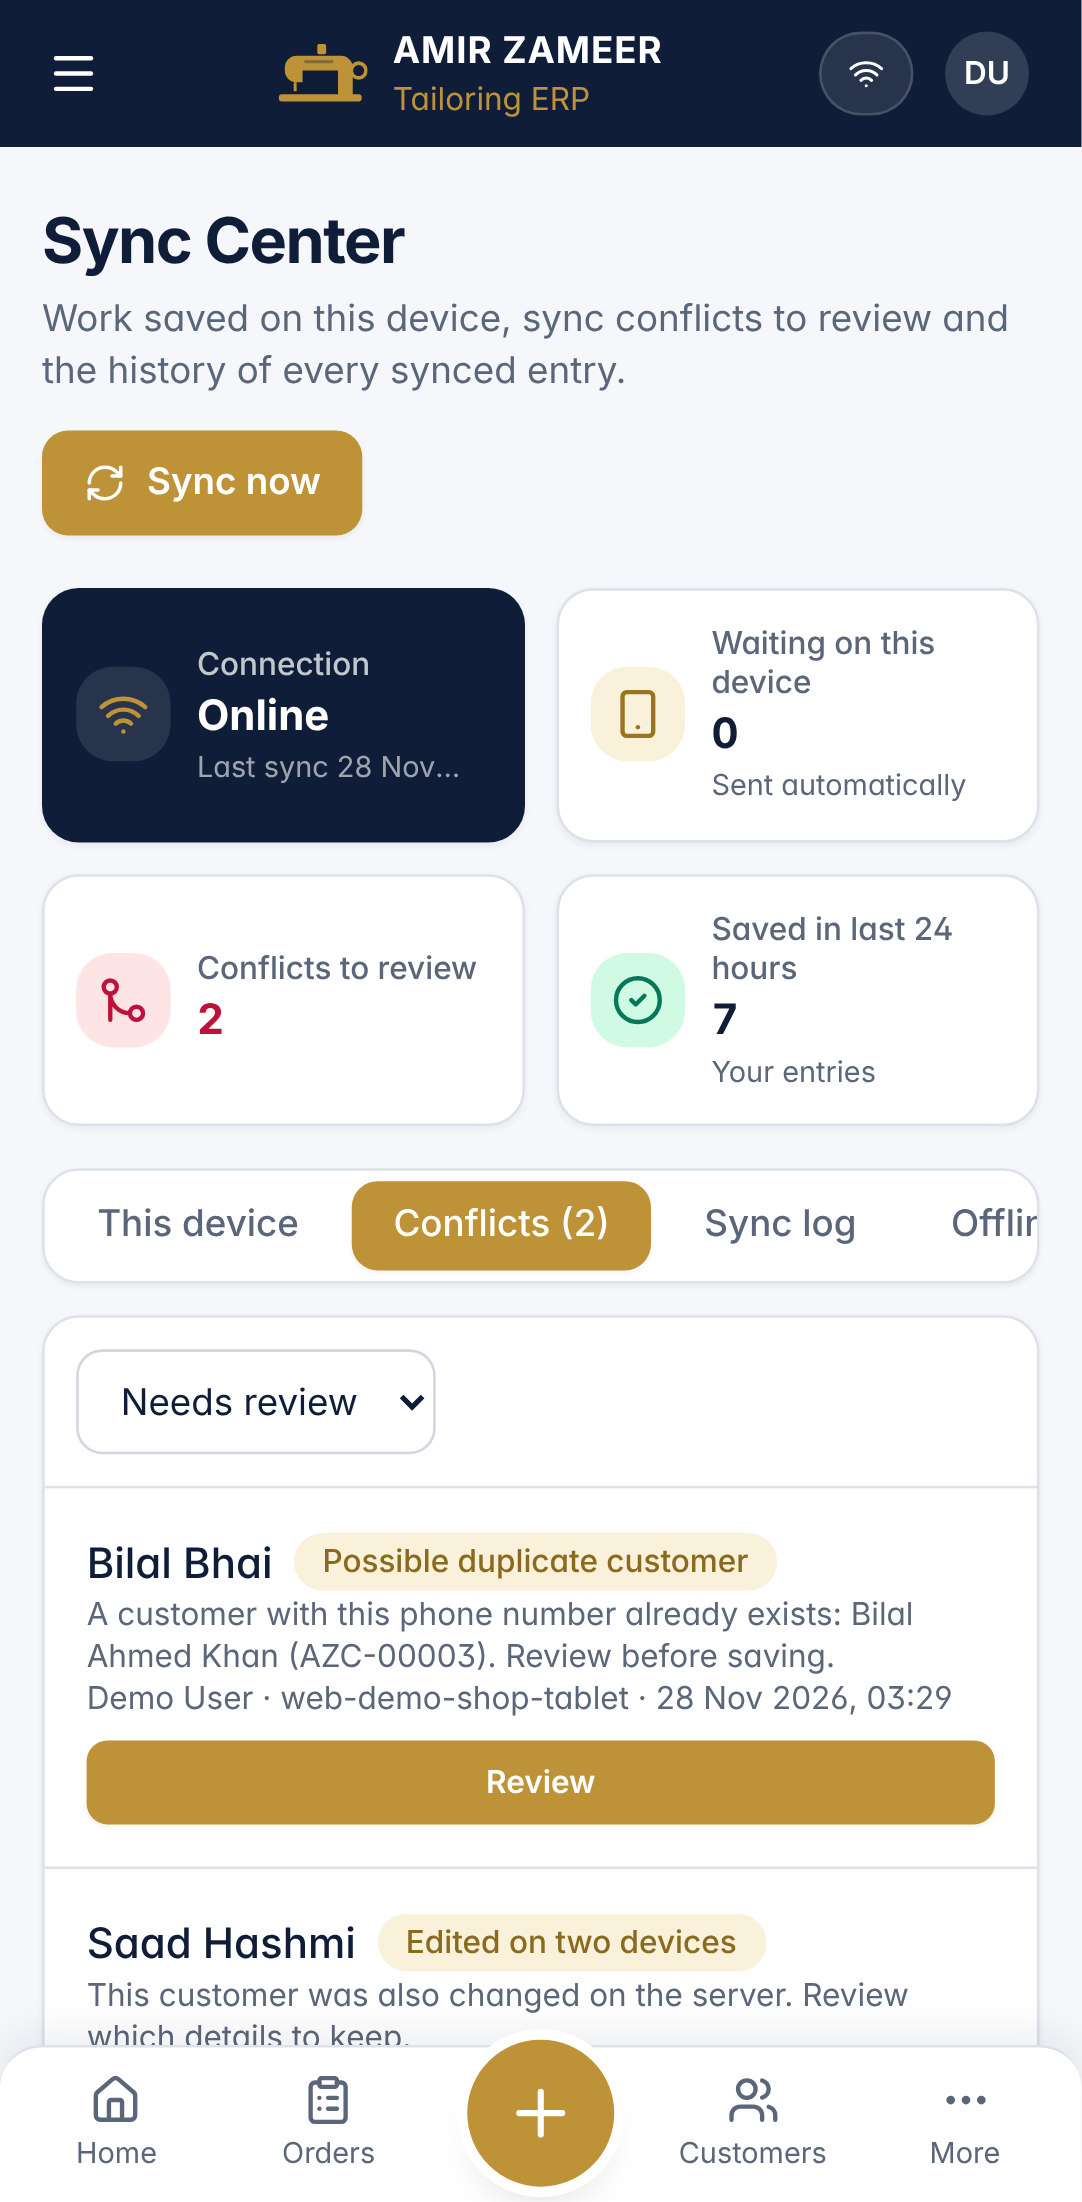 AMIR ZAMEER
Tailoring ERP
DU
Sync Center
Work saved on this device, sync conflicts to review and
the history of every synced entry.
Sync now
Connection
Online
Last sync 28 Nov...
Waiting on this
device
0
Sent automatically
Conflicts to review
2
Saved in last 24
hours
7
Your entries
This device
Conflicts (2)
Sync log
Needs review
Bilal Bhai
Possible duplicate customer
A customer with this phone number already exists: Bilal
Ahmed Khan (AZC-00003). Review before saving.
Demo User · web-demo-shop-tablet · 28 Nov 2026, 03:29
Review
Saad Hashmi
Edited on two devices
This customer was also changed on the server. Review
which details to keep.
Home
Orders
Customers
More